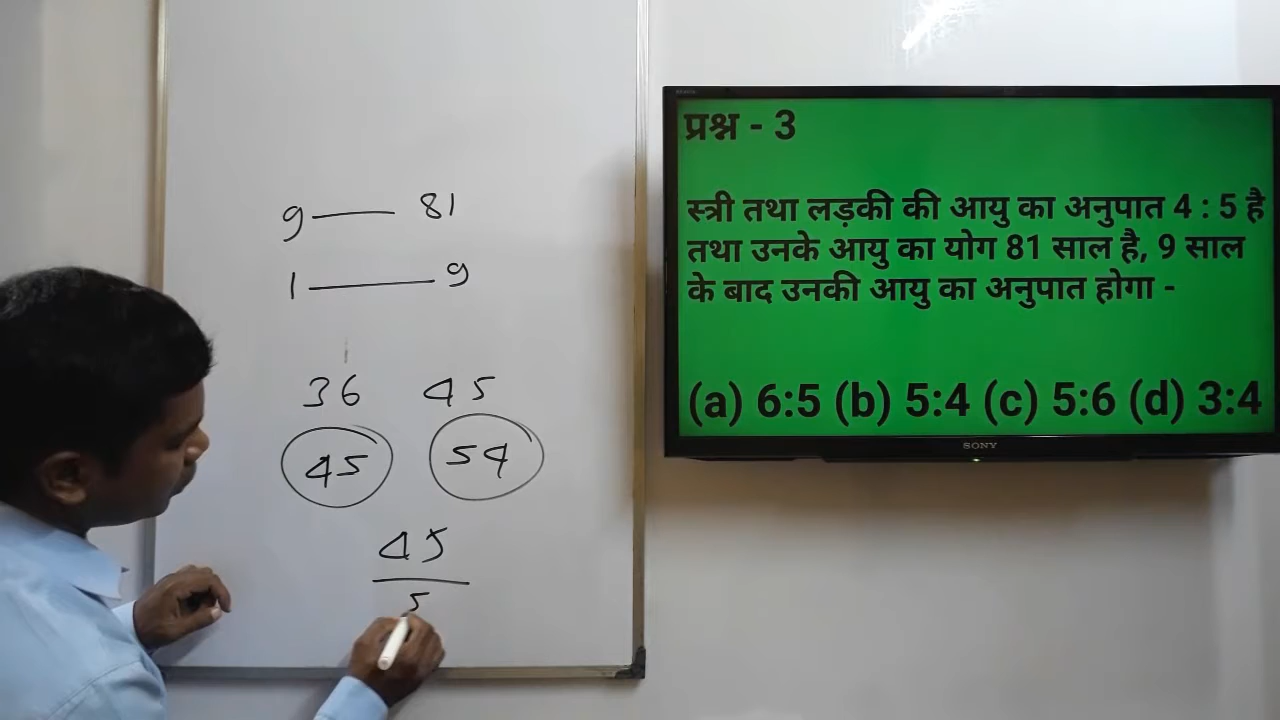 9 — 81
1 — 9
36 45
45 54
45
5
प्रश्न - 3
स्त्री तथा लड़की की आयु का अनुपात 4 : 5 है
तथा उनके आयु का योग 81 साल है, 9 साल
के बाद उनकी आयु का अनुपात होगा -
(a) 6:5 (b) 5:4 (c) 5:6 (d) 3:4
SONY